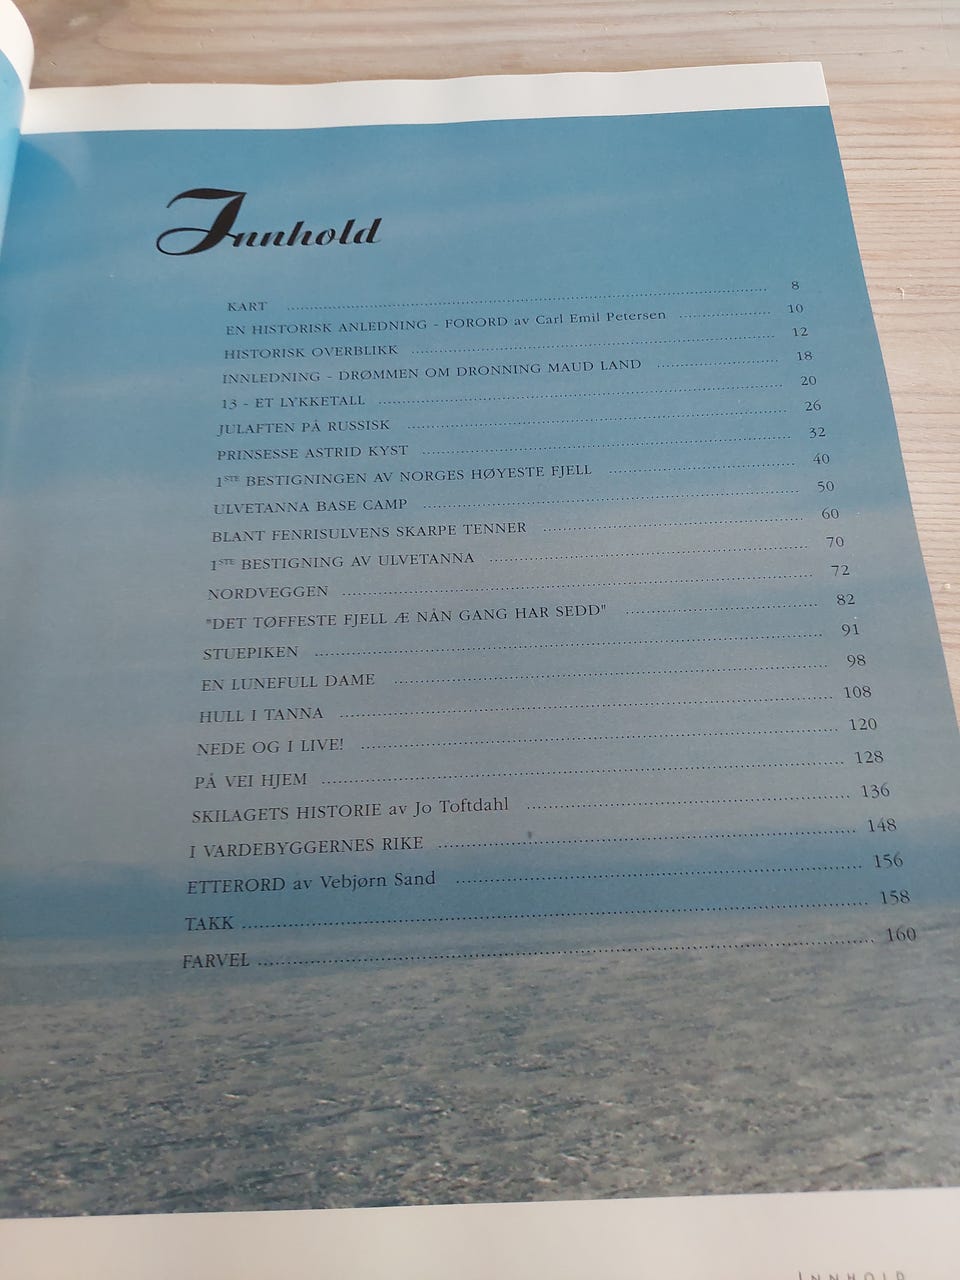 Innhold
KART 8
EN HISTORISK ANLEDNING - FORORD av Carl Emil Petersen 10
HISTORISK OVERBLIKK 12
INNLEDNING - DRØMMEN OM DRONNING MAUD LAND 18
13 - ET LYKKETALL 20
JULAFTEN PÅ RUSSISK 26
PRINSESSE ASTRID KYST 32
1STE BESTIGNINGEN AV NORGES HØYESTE FJELL 40
ULVETANNA BASE CAMP 50
BLANT FENRISULVENS SKARPE TENNER 60
1STE BESTIGNING AV ULVETANNA 70
NORDVEGGEN 72
"DET TØFFESTE FJELL Æ NÅN GANG HAR SEDD" 82
STUEPIKEN 91
EN LUNEFULL DAME 98
HULL I TANNA 108
NEDE OG I LIVE! 120
PÅ VEI HJEM 128
SKILAGETS HISTORIE av Jo Toftdahl 136
I VARDEBYGGERNES RIKE 148
ETTERORD av Vebjørn Sand 156
TAKK 158
FARVEL 160
INNHOLD